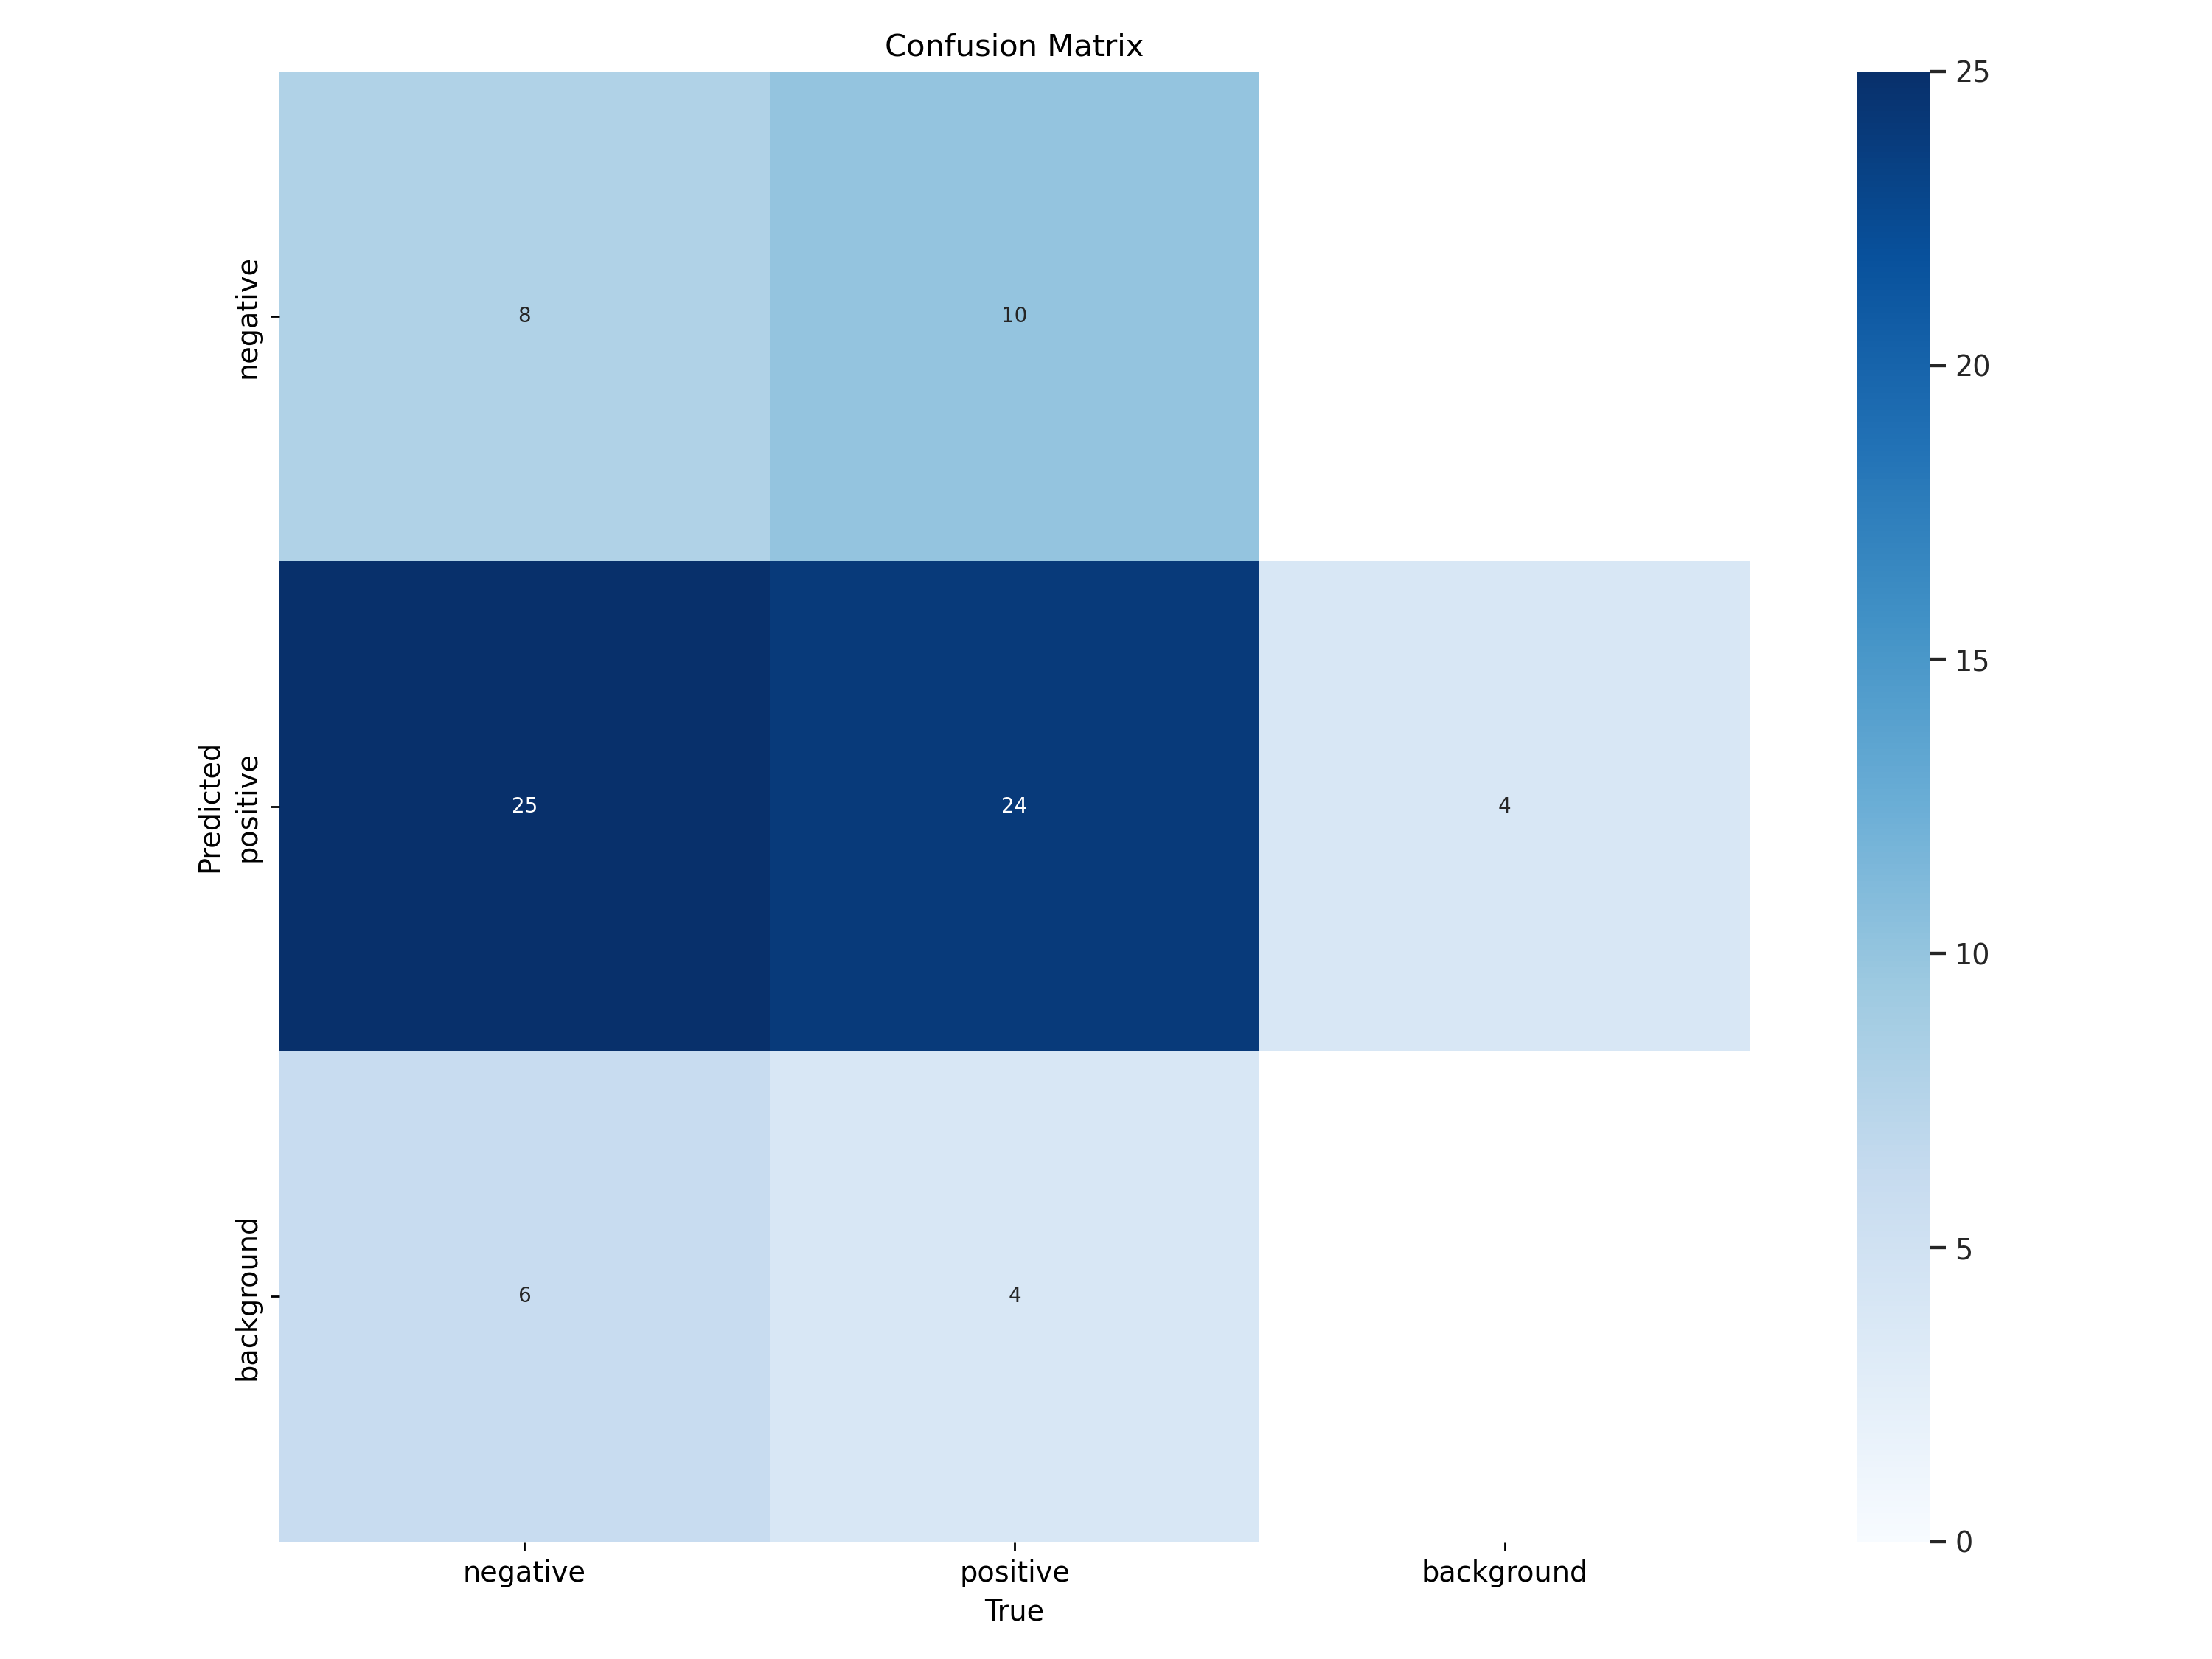 Confusion Matrix
negative
8
10
Predicted
positive
25
24
4
background
6
4
negative
positive
background
True
25
20
15
10
5
0